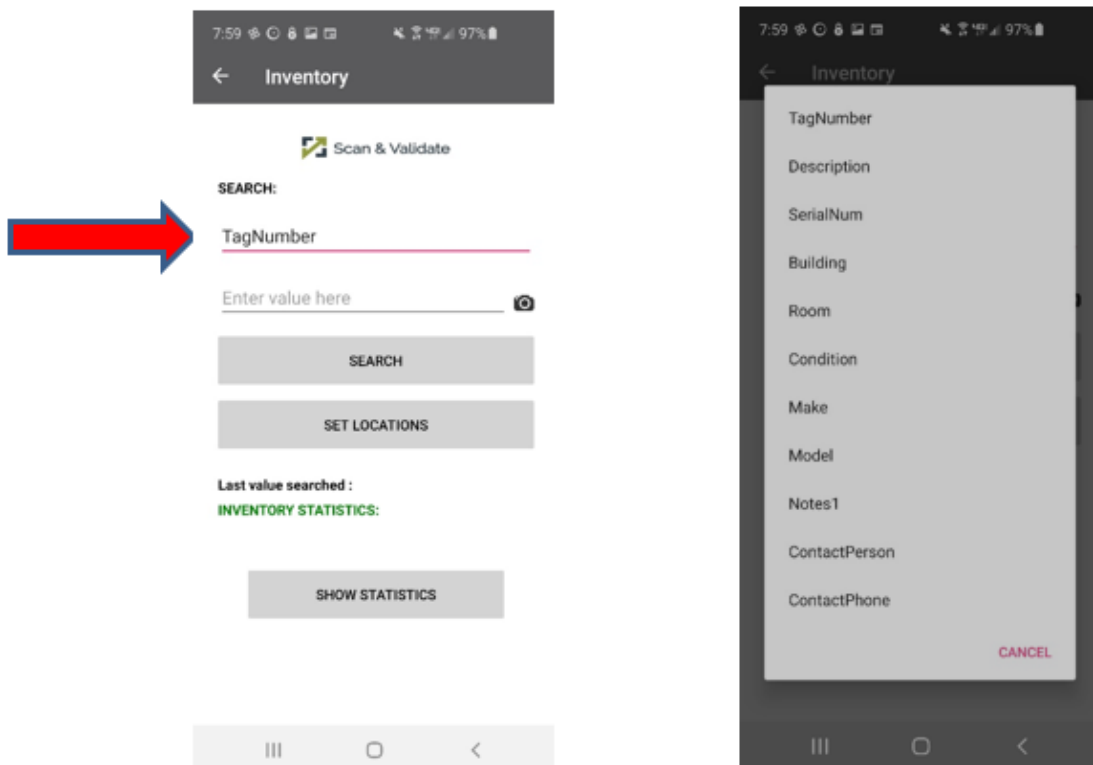 7:59 97%
Inventory
Scan & Validate
SEARCH:
TagNumber
Enter value here
SEARCH
SET LOCATIONS
Last value searched :
INVENTORY STATISTICS:
SHOW STATISTICS
7:59 97%
Inventory
TagNumber
Description
SerialNum
Building
Room
Condition
Make
Model
Notes1
ContactPerson
ContactPhone
CANCEL